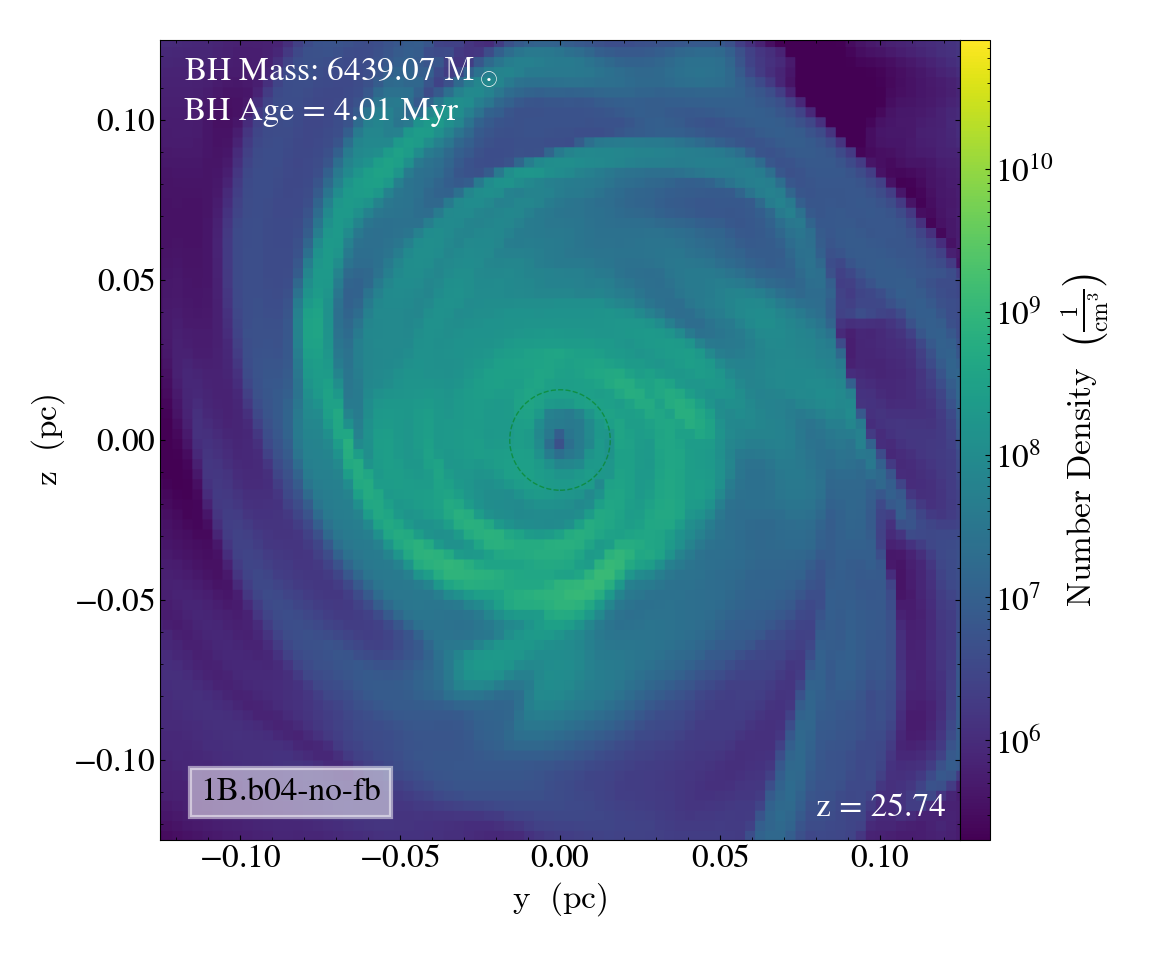 BH Mass: 6439.07 M⊙
BH Age = 4.01 Myr
1B.b04-no-fb
z = 25.74
0.10
0.05
0.00
−0.05
−0.10
z (pc)
−0.10
−0.05
0.00
0.05
0.10
y (pc)
10^10
10^9
10^8
10^7
10^6
Number Density (1/cm^3)